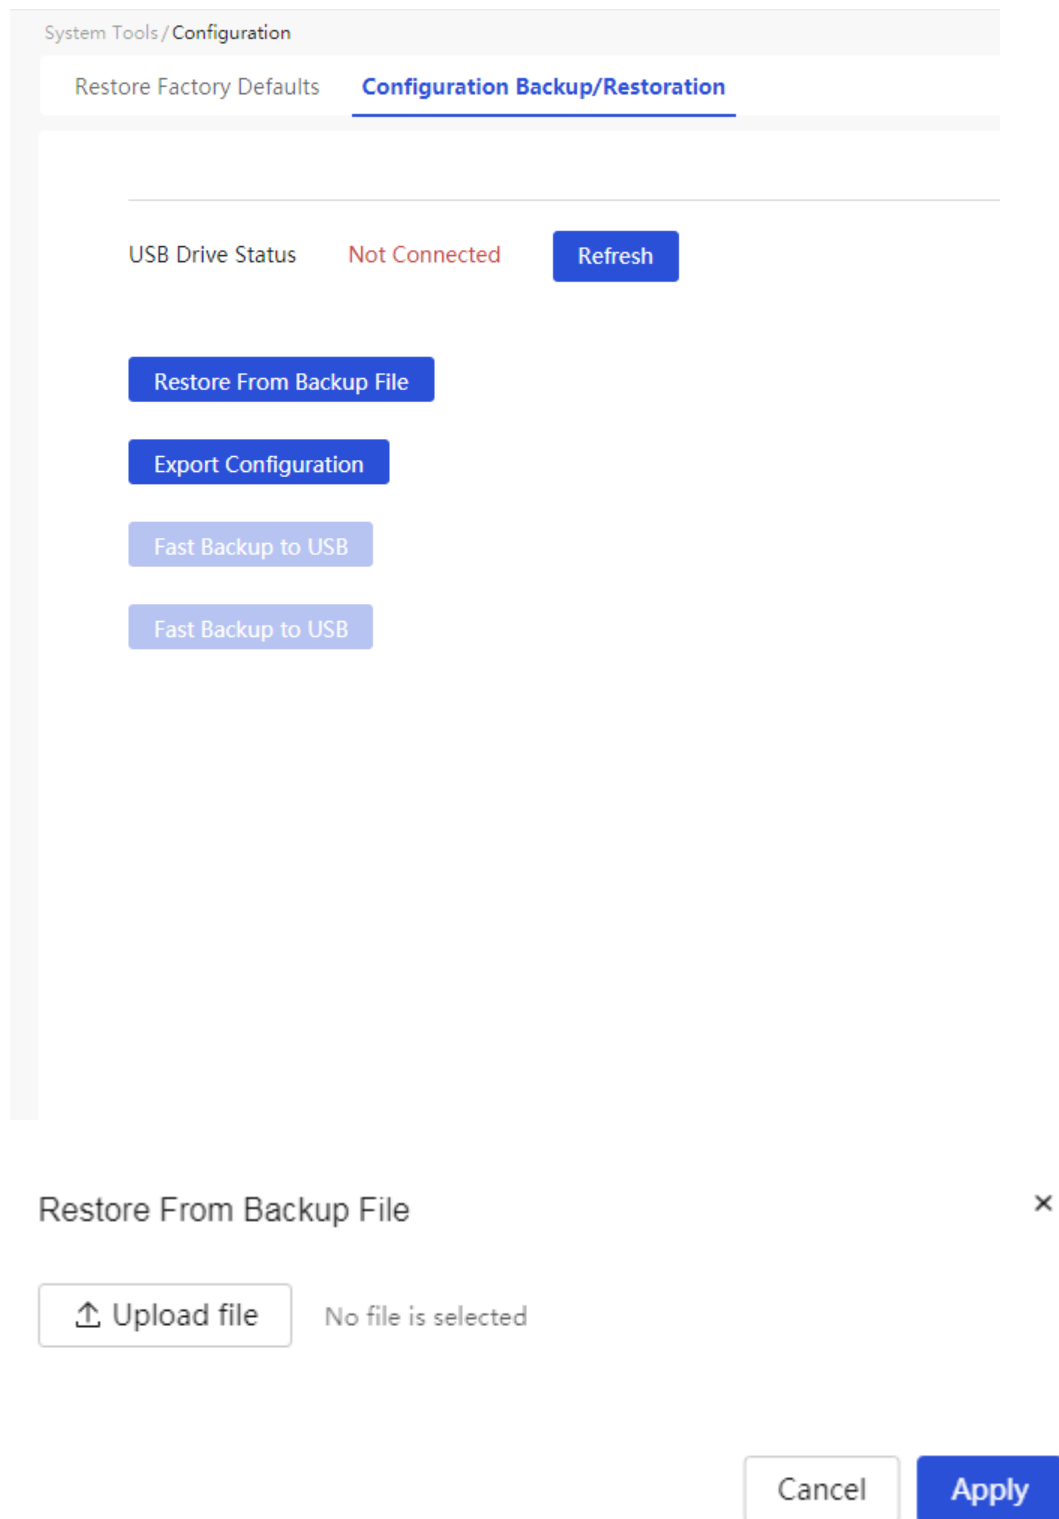 System Tools / Configuration
Restore Factory Defaults Configuration Backup/Restoration
USB Drive Status Not Connected Refresh
Restore From Backup File
Export Configuration
Fast Backup to USB
Fast Backup to USB
Restore From Backup File
Upload file No file is selected
Cancel Apply